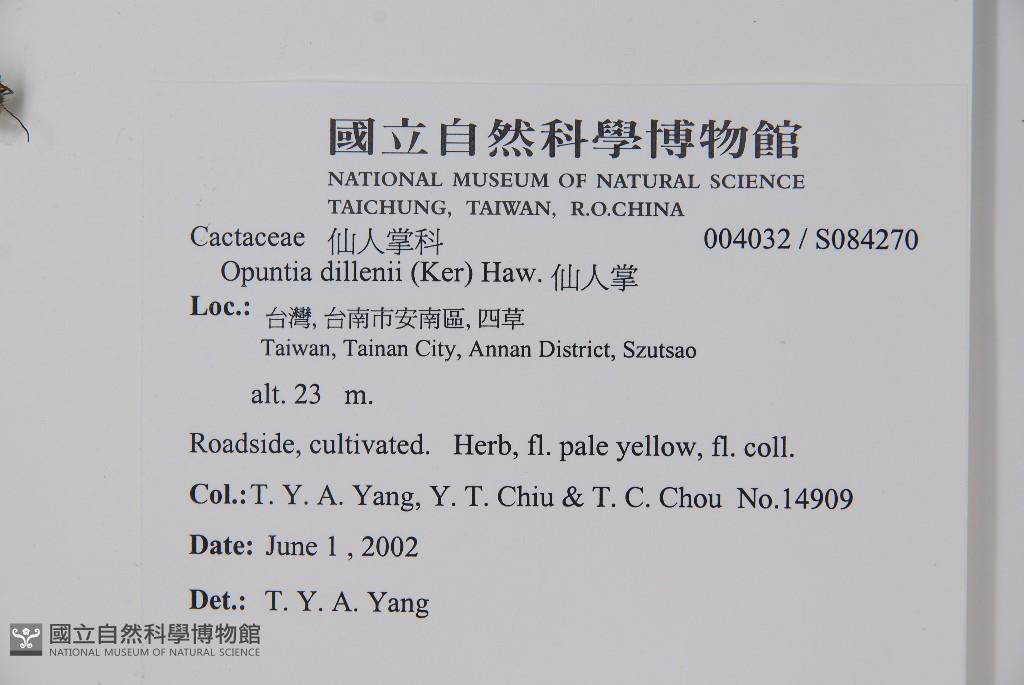 國立自然科學博物館
NATIONAL MUSEUM OF NATURAL SCIENCE
TAICHUNG, TAIWAN, R.O.CHINA
Cactaceae 仙人掌科 004032 / S084270
Opuntia dillenii (Ker) Haw. 仙人掌
Loc.: 台灣, 台南市安南區, 四草
Taiwan, Tainan City, Annan District, Szutsao
alt. 23 m.
Roadside, cultivated. Herb, fl. pale yellow, fl. coll.
Col.: T. Y. A. Yang, Y. T. Chiu & T. C. Chou No.14909
Date: June 1 , 2002
Det.: T. Y. A. Yang
國立自然科學博物館
NATIONAL MUSEUM OF NATURAL SCIENCE